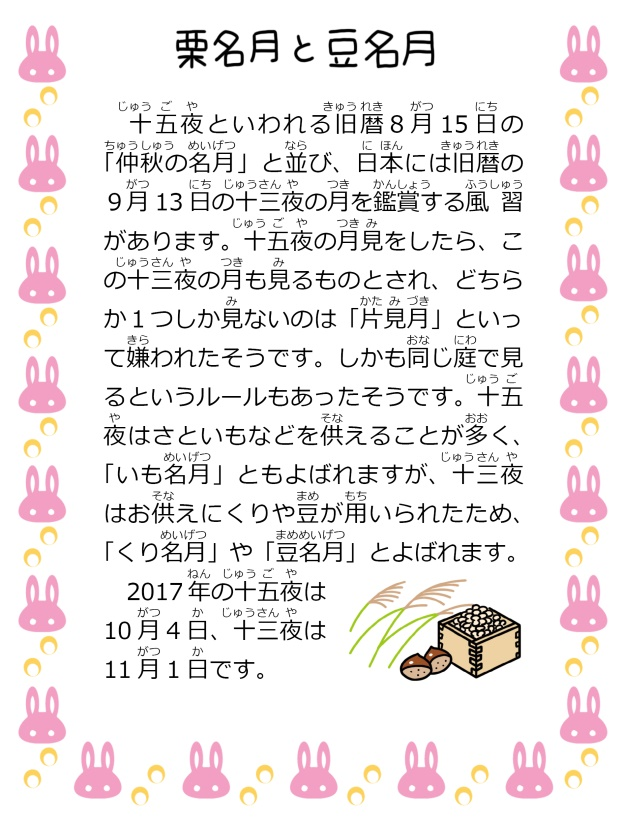 栗名月と豆名月
十五夜といわれる旧暦8月15日の
「仲秋の名月」と並び、日本には旧暦の
9月13日の十三夜の月を鑑賞する風習
があります。十五夜の月見をしたら、こ
の十三夜の月も見るものとされ、どちら
か1つしか見ないのは「片見月」といっ
て嫌われたそうです。しかも同じ庭で見
るというルールもあったそうです。十五
夜はさといもなどを供えることが多く、
「いも名月」ともよばれますが、十三夜
はお供えにくりや豆が用いられたため、
「くり名月」や「豆名月」とよばれます。
2017年の十五夜は
10月4日、十三夜は
11月1日です。